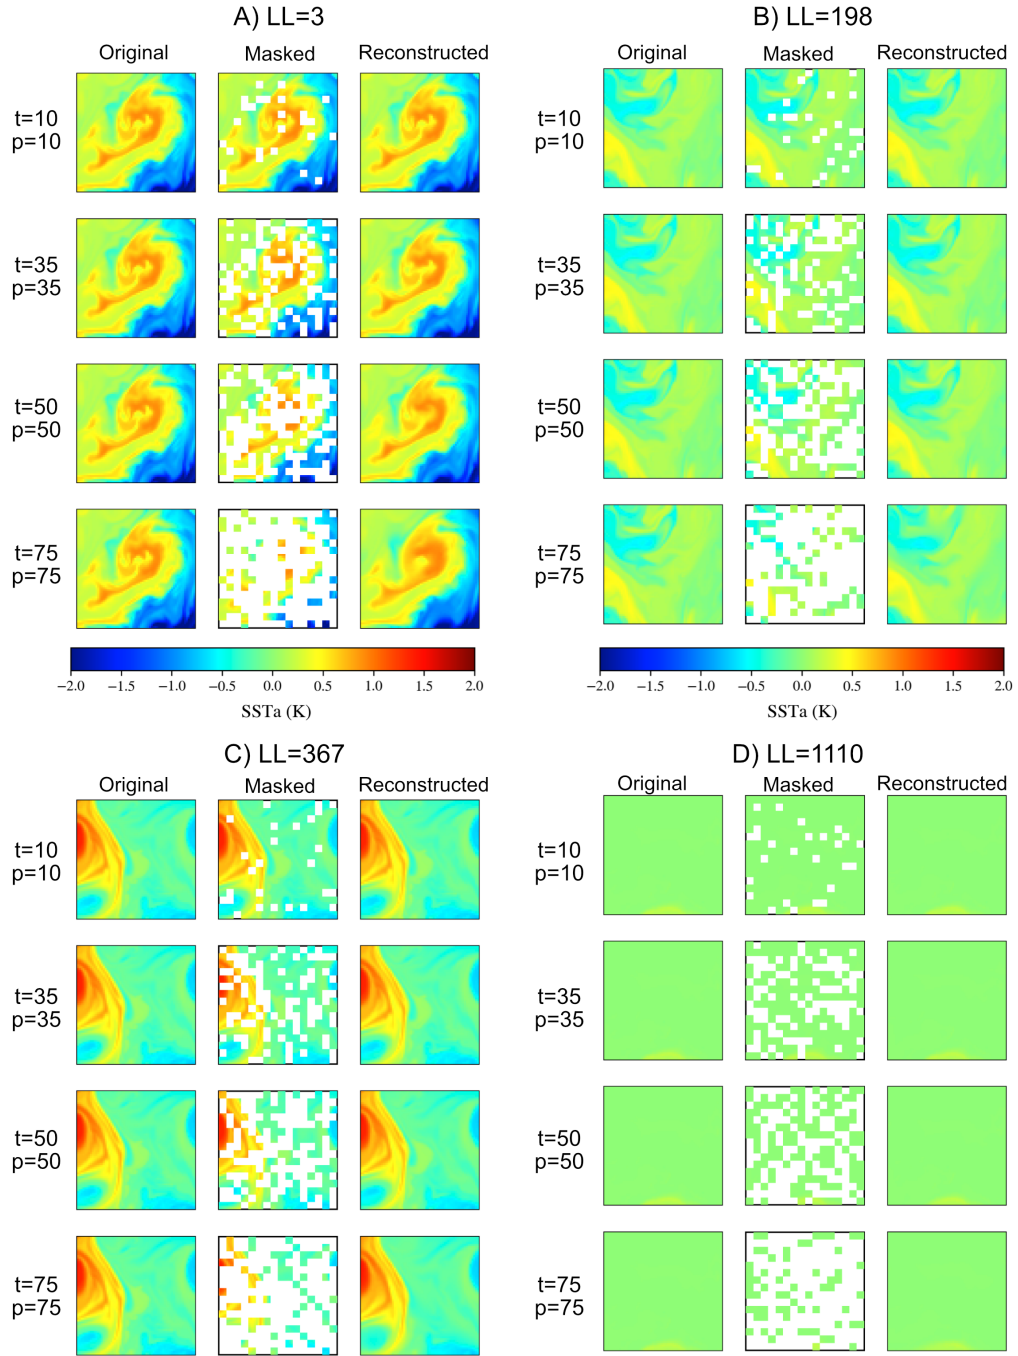 A) LL=3
Original Masked Reconstructed
t=10
p=10
t=35
p=35
t=50
p=50
t=75
p=75
−2.0 −1.5 −1.0 −0.5 0.0 0.5 1.0 1.5 2.0
SSTa (K)
B) LL=198
Original Masked Reconstructed
t=10
p=10
t=35
p=35
t=50
p=50
t=75
p=75
−2.0 −1.5 −1.0 −0.5 0.0 0.5 1.0 1.5 2.0
SSTa (K)
C) LL=367
Original Masked Reconstructed
t=10
p=10
t=35
p=35
t=50
p=50
t=75
p=75
D) LL=1110
Original Masked Reconstructed
t=10
p=10
t=35
p=35
t=50
p=50
t=75
p=75